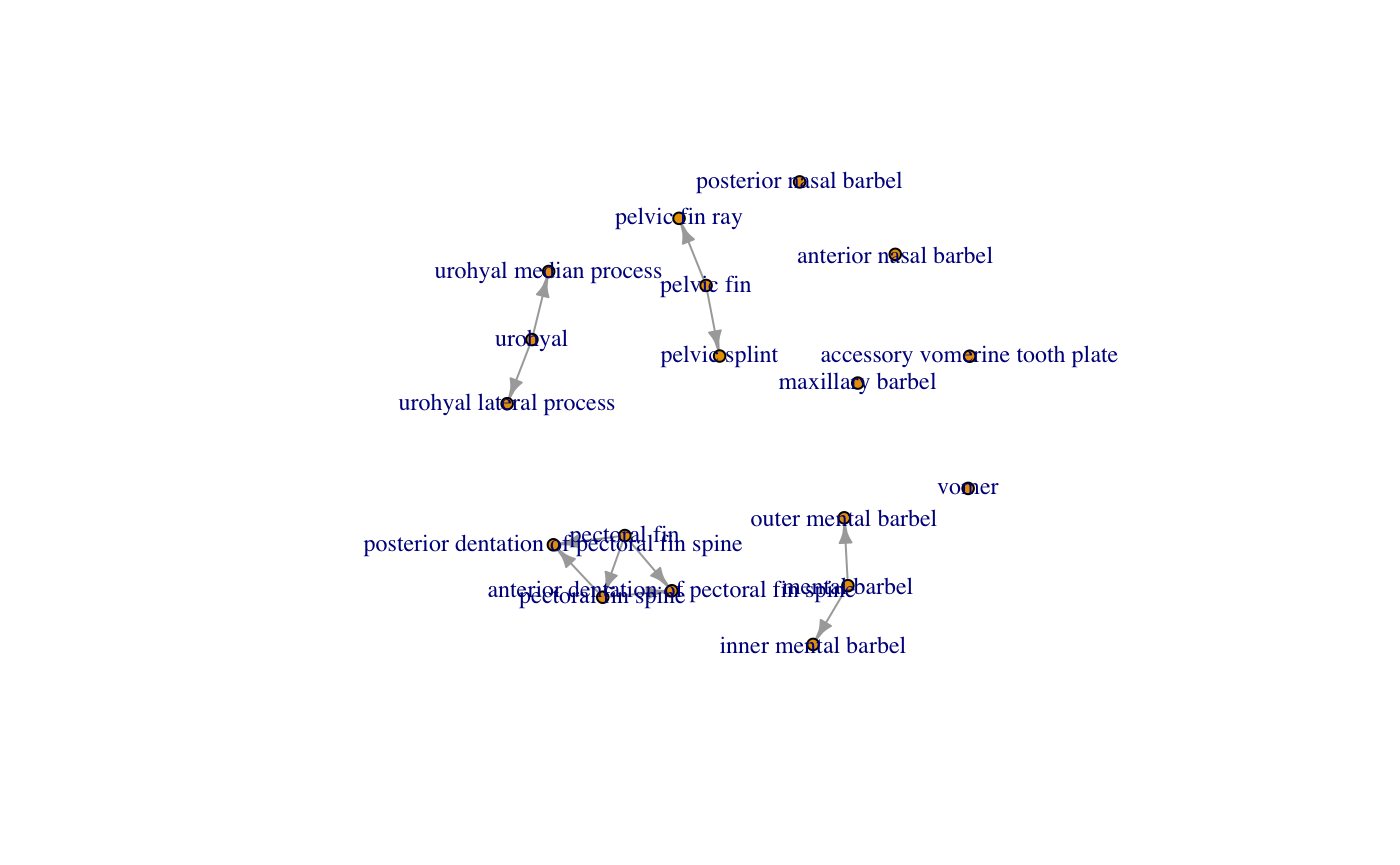 posterior nasal barbel
pelvic fin ray
anterior nasal barbel
urohyal median process
pelvic fin
urohyal
pelvic splint
accessory vomerine tooth plate
maxillary barbel
urohyal lateral process
vomer
outer mental barbel
pectoral fin
posterior dentation of pectoral fin spine
mental barbel
anterior dentation of pectoral fin spine
pectoral fin spine
inner mental barbel